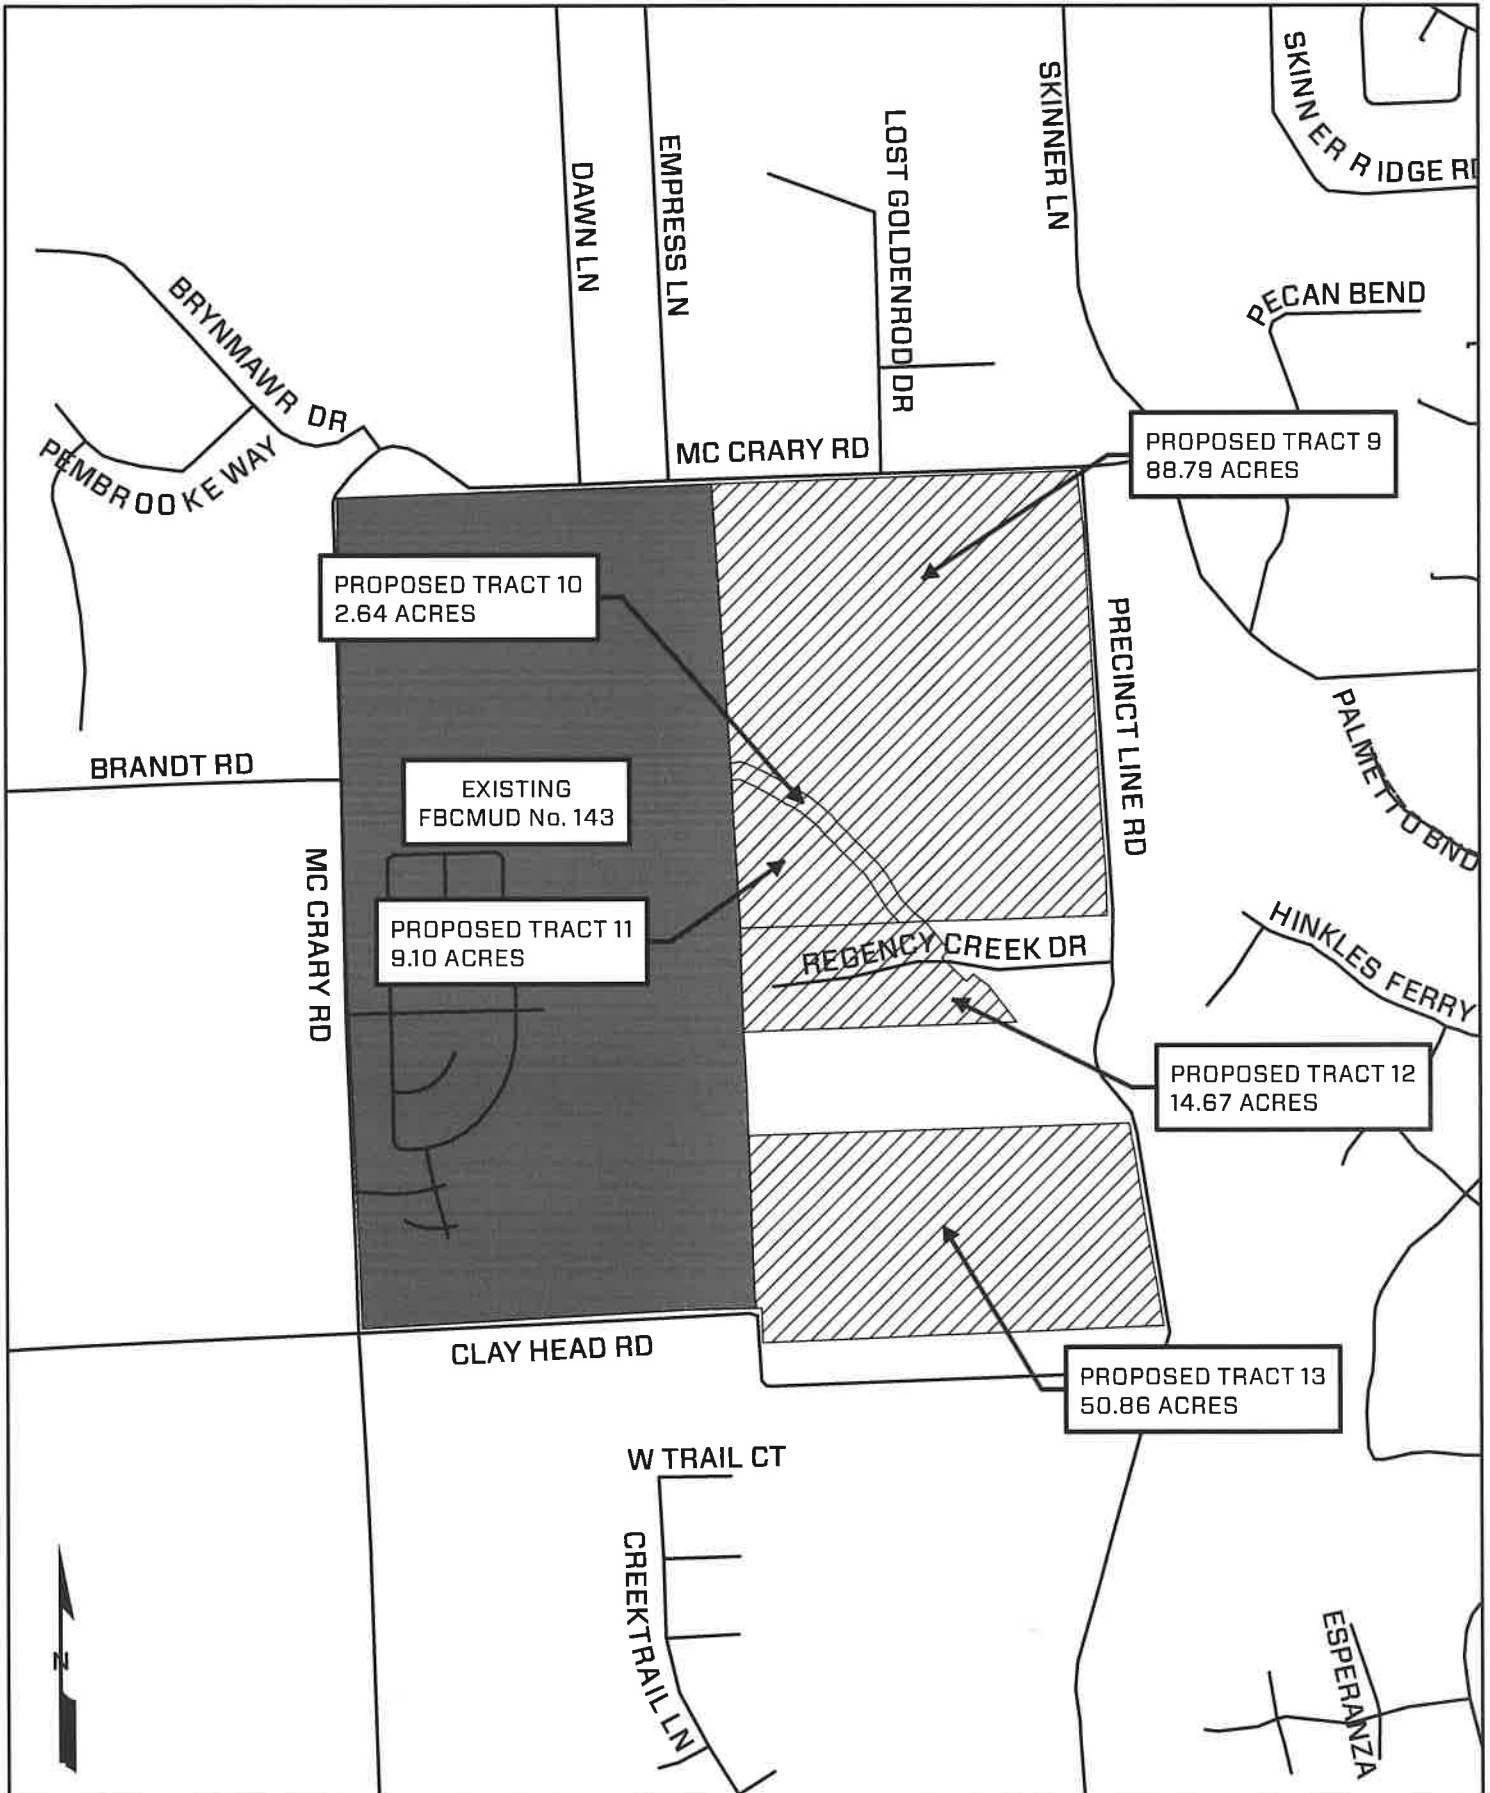 SKINNER RIDGE RD
SKINNER LN
LOST GOLDENROD DR
EMPRESS LN
DAWN LN
BRYNMAWR DR
PECAN BEND
PEMBROOKE WAY
MC CRARY RD
PROPOSED TRACT 9
88.79 ACRES
PROPOSED TRACT 10
2.64 ACRES
PRECINCT LINE RD
PALMETTO BND
BRANDT RD
EXISTING
FBCMUD No. 143
MC CRARY RD
PROPOSED TRACT 11
9.10 ACRES
REGENCY CREEK DR
HINKLES FERRY
PROPOSED TRACT 12
14.67 ACRES
CLAY HEAD RD
PROPOSED TRACT 13
50.86 ACRES
W TRAIL CT
CREEKTRAIL LN
ESPERANZA
N